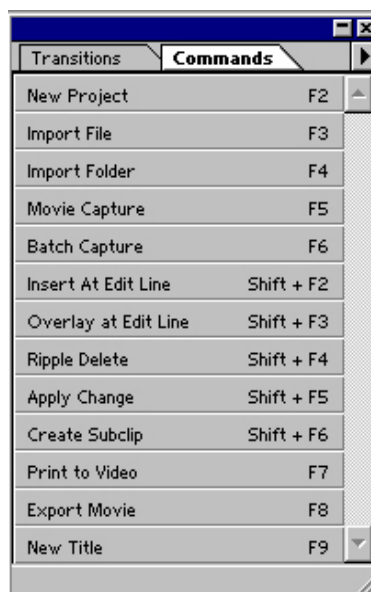 Transitions Commands
New Project F2
Import File F3
Import Folder F4
Movie Capture F5
Batch Capture F6
Insert At Edit Line Shift + F2
Overlay at Edit Line Shift + F3
Ripple Delete Shift + F4
Apply Change Shift + F5
Create Subclip Shift + F6
Print to Video F7
Export Movie F8
New Title F9